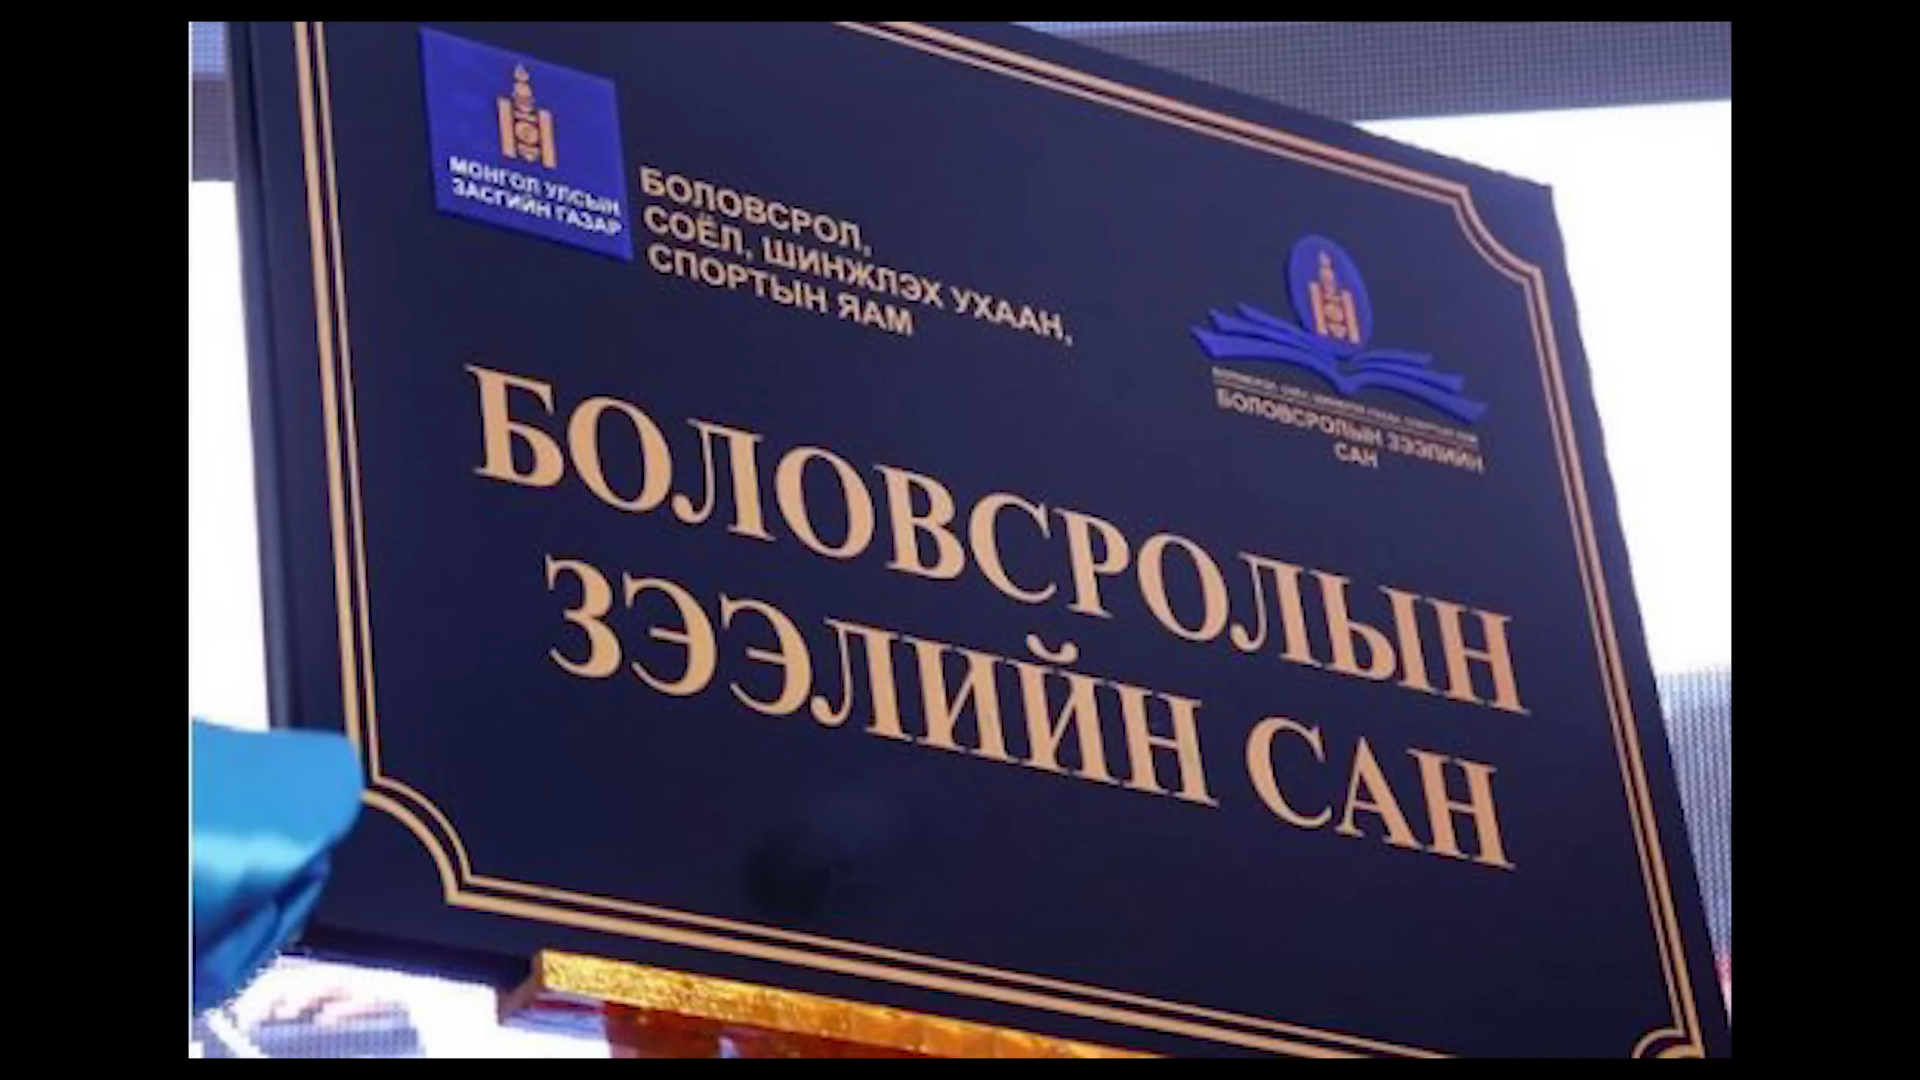 МОНГОЛ УЛСЫН
ЗАСГИЙН ГАЗАР
БОЛОВСРОЛ,
СОЁЛ, ШИНЖЛЭХ УХААН,
СПОРТЫН ЯАМ
БОЛОВСРОЛЫН ЗЭЭЛИЙН
САН
БОЛОВСРОЛЫН
ЗЭЭЛИЙН САН